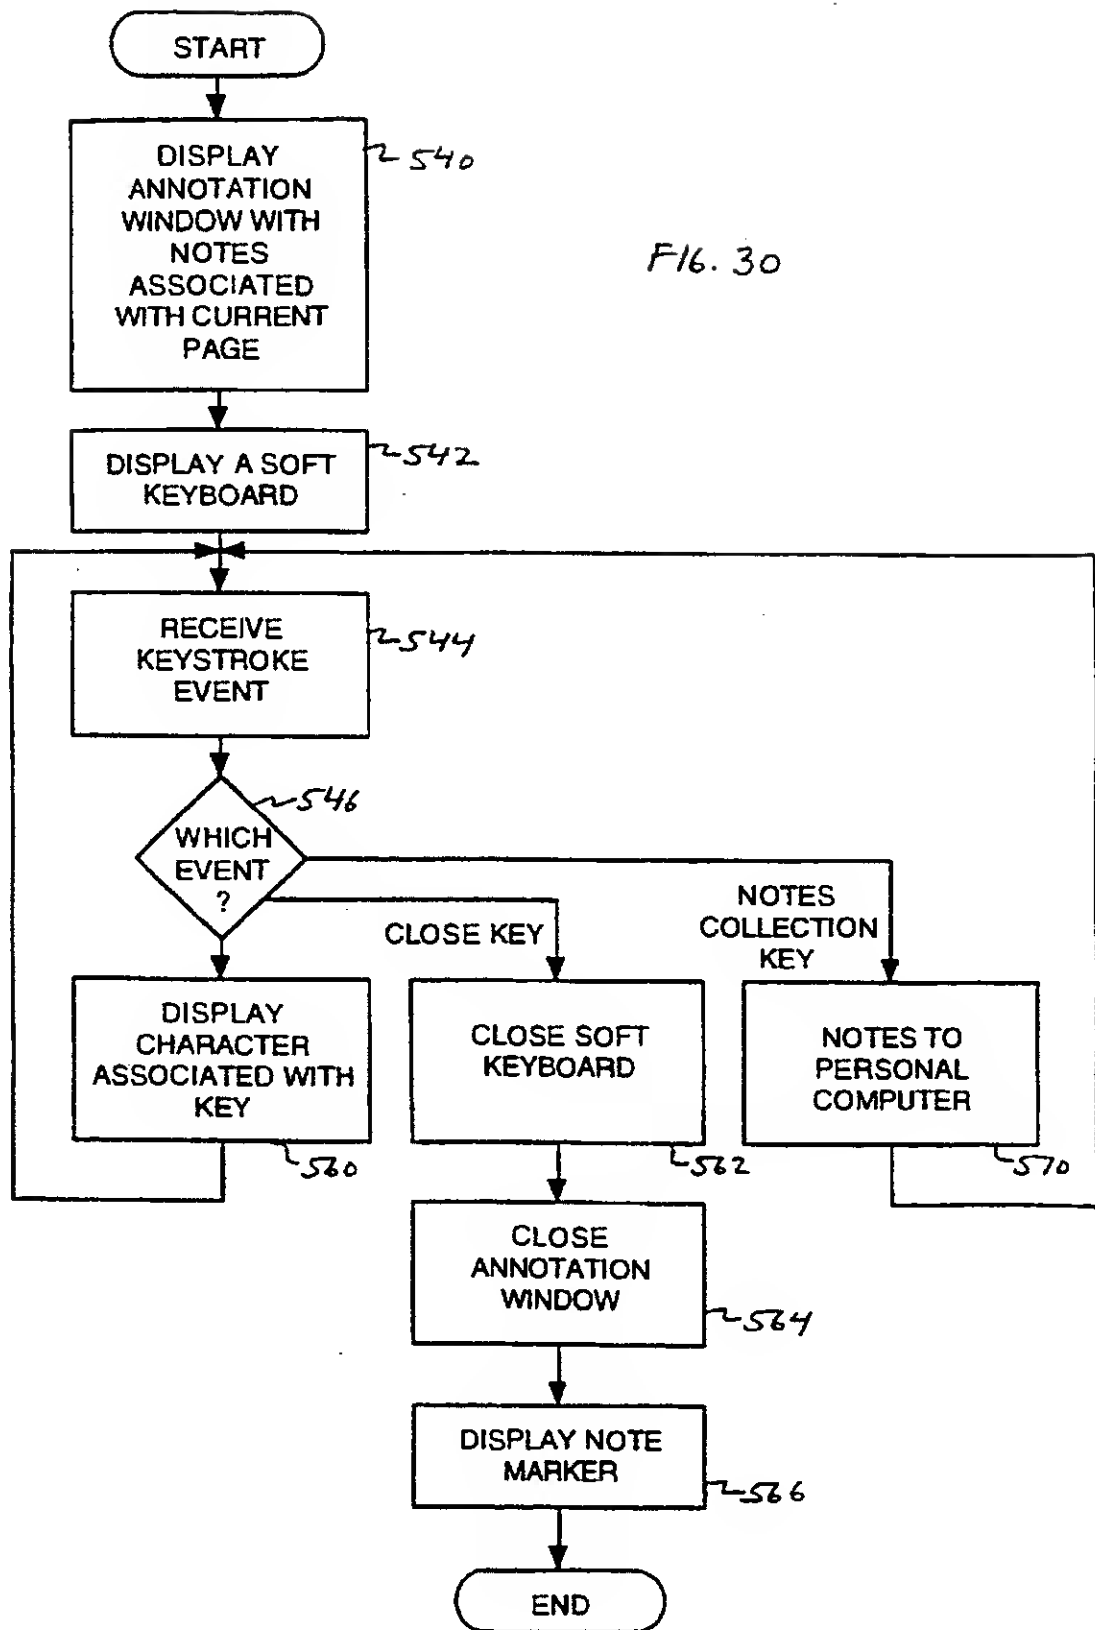 START
DISPLAY
ANNOTATION
WINDOW WITH
NOTES
ASSOCIATED
WITH CURRENT
PAGE
540
FIG. 30
DISPLAY A SOFT
KEYBOARD
542
RECEIVE
KEYSTROKE
EVENT
544
WHICH
EVENT
?
546
CLOSE KEY
NOTES
COLLECTION
KEY
DISPLAY
CHARACTER
ASSOCIATED WITH
KEY
560
CLOSE SOFT
KEYBOARD
562
NOTES TO
PERSONAL
COMPUTER
570
CLOSE
ANNOTATION
WINDOW
564
DISPLAY NOTE
MARKER
566
END